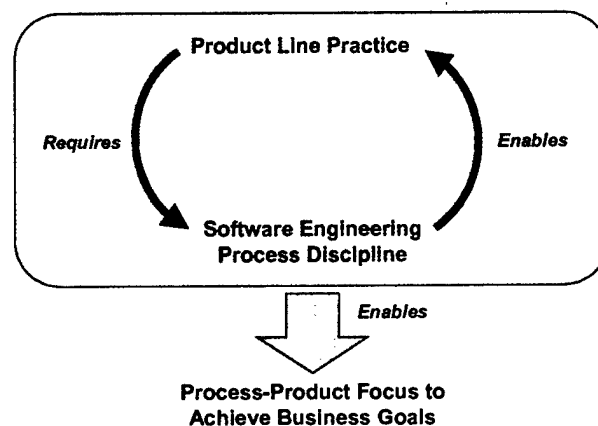 Product Line Practice
Requires
Enables
Software Engineering
Process Discipline
Enables
Process-Product Focus to
Achieve Business Goals